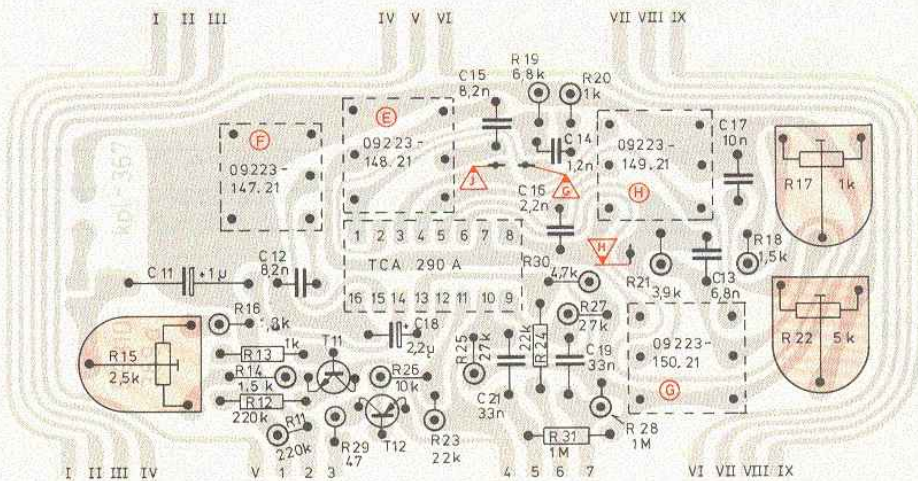 I II III IV V VI VII VIII IX
R19
6,8k
R20
1k
C15
8,2n
F
09223-
147.21
E
09223-
148.21
C14
1,2n
J
G
C16
2,2n
09223-
149.21
H
C17
10n
R17 1k
1 2 3 4 5 6 7 8
TCA 290 A
16 15 14 13 12 11 10 9
C11 +1µ
C12
8,2n
R16
1,8k
R30
4,7k
H
R21
3,9k
C13
6,8n
R18
1,5k
R15
2,5k
R13 1k
R14
1.5k
R12
220k
R11
220k
T11
C18 +
2,2µ
R26
10k
T12
R29
47
R23
22k
R25
27k
C21
33n
R24
22k
R27
27k
C19
33n
09223-
150.21
G
R22 5k
R28
1M
R31
1M
I II III IV V 1 2 3 4 5 6 7 VI VII VIII IX